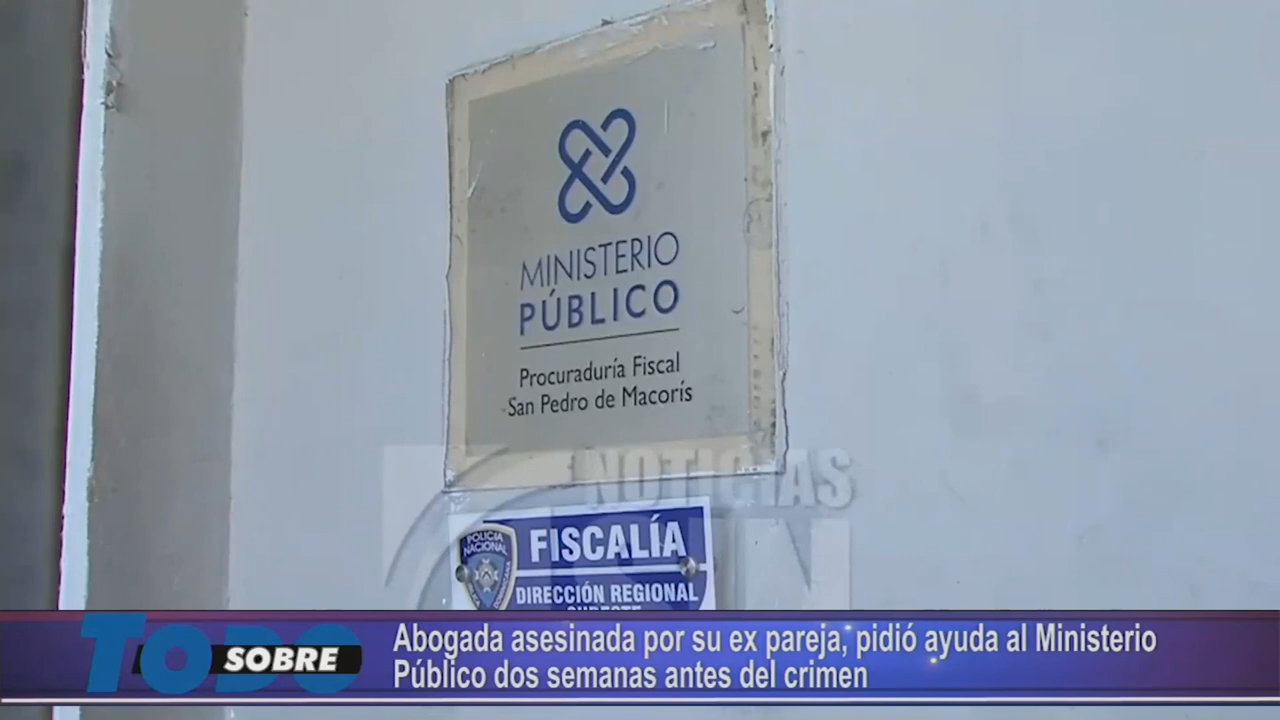 MINISTERIO
PÚBLICO
Procuraduría Fiscal
San Pedro de Macorís
NOTICIAS
SN
POLICIA
NACIONAL
FISCALÍA
DIRECCIÓN REGIONAL
TODO
SOBRE
Abogada asesinada por su ex pareja, pidió ayuda al Ministerio
Público dos semanas antes del crimen